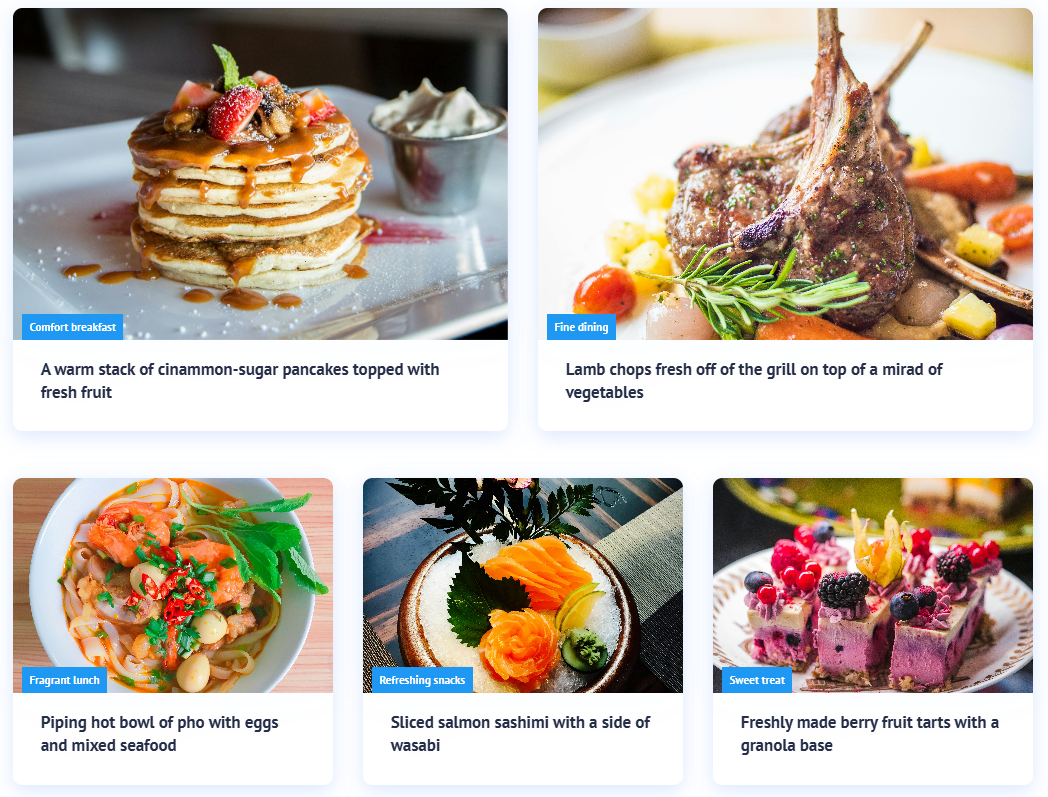 Comfort breakfast
Fine dining
A warm stack of cinammon-sugar pancakes topped with
fresh fruit
Lamb chops fresh off of the grill on top of a mirad of
vegetables
Fragrant lunch
Refreshing snacks
Sweet treat
Piping hot bowl of pho with eggs
and mixed seafood
Sliced salmon sashimi with a side of
wasabi
Freshly made berry fruit tarts with a
granola base